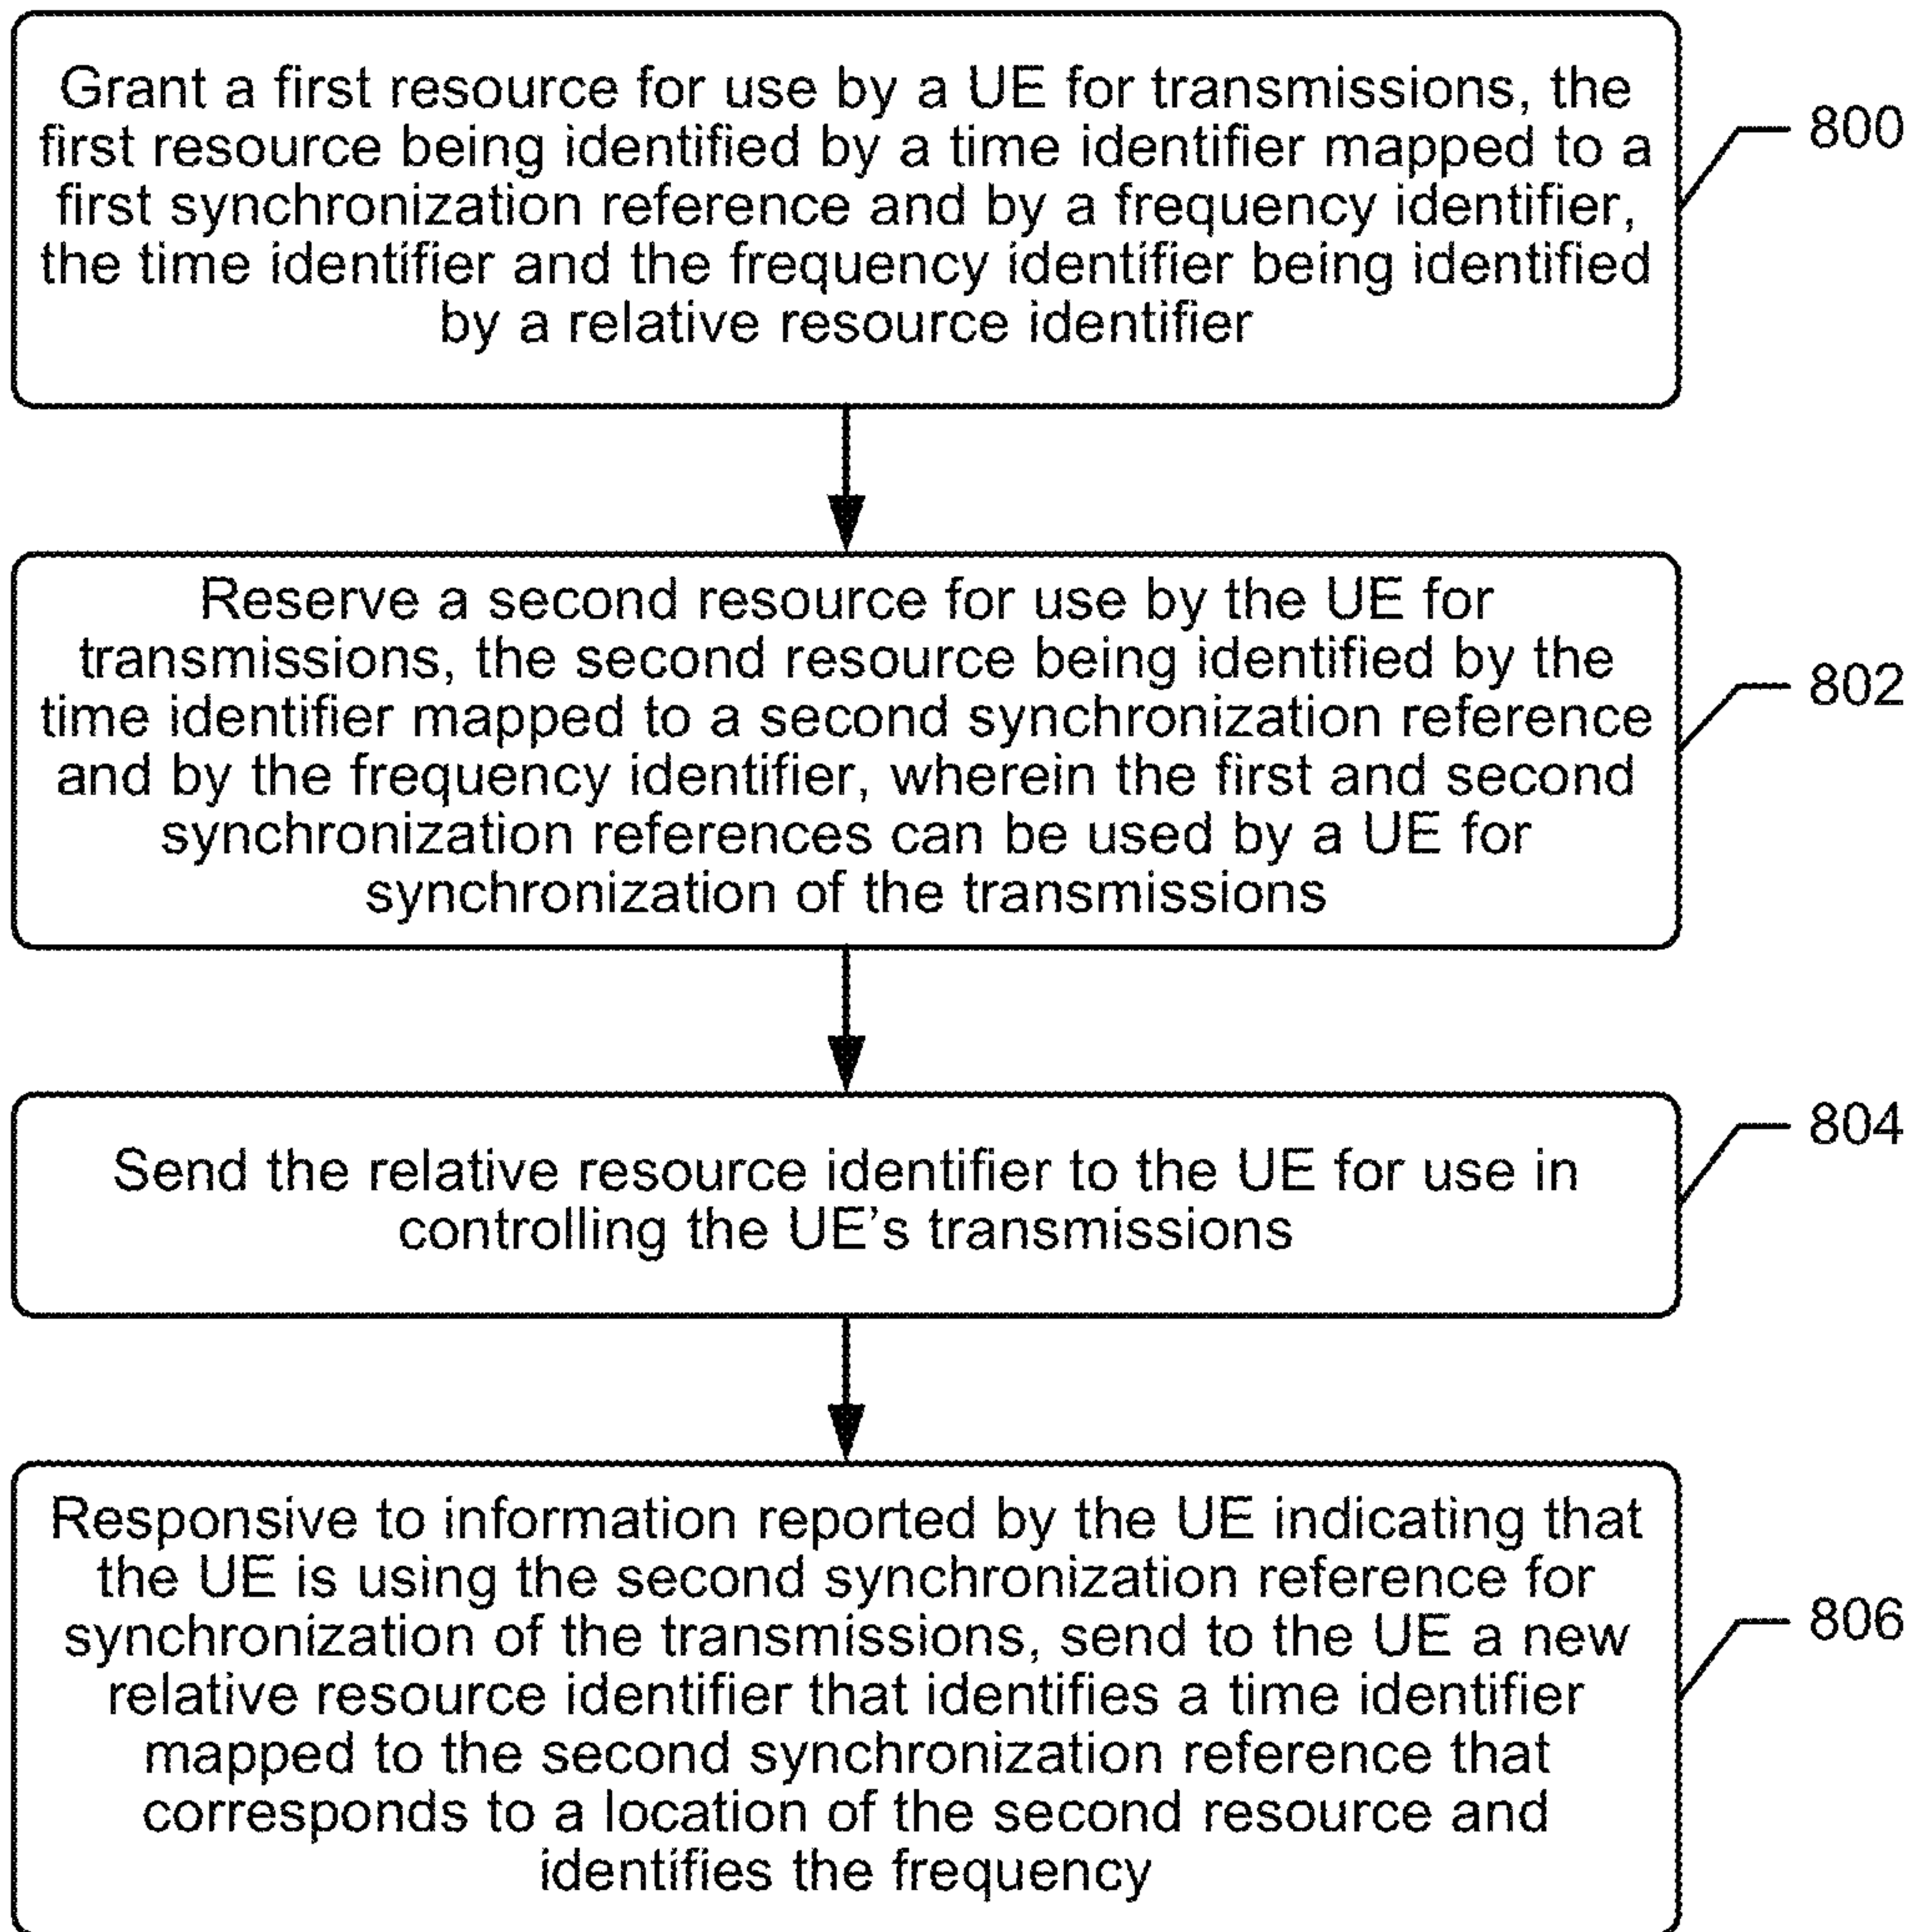 Grant a first resource for use by a UE for transmissions, the
first resource being identified by a time identifier mapped to a
first synchronization reference and by a frequency identifier,
the time identifier and the frequency identifier being identified
by a relative resource identifier
800
Reserve a second resource for use by the UE for
transmissions, the second resource being identified by the
time identifier mapped to a second synchronization reference
and by the frequency identifier, wherein the first and second
synchronization references can be used by a UE for
synchronization of the transmissions
802
Send the relative resource identifier to the UE for use in
controlling the UE’s transmissions
804
Responsive to information reported by the UE indicating that
the UE is using the second synchronization reference for
synchronization of the transmissions, send to the UE a new
relative resource identifier that identifies a time identifier
mapped to the second synchronization reference that
corresponds to a location of the second resource and
identifies the frequency
806